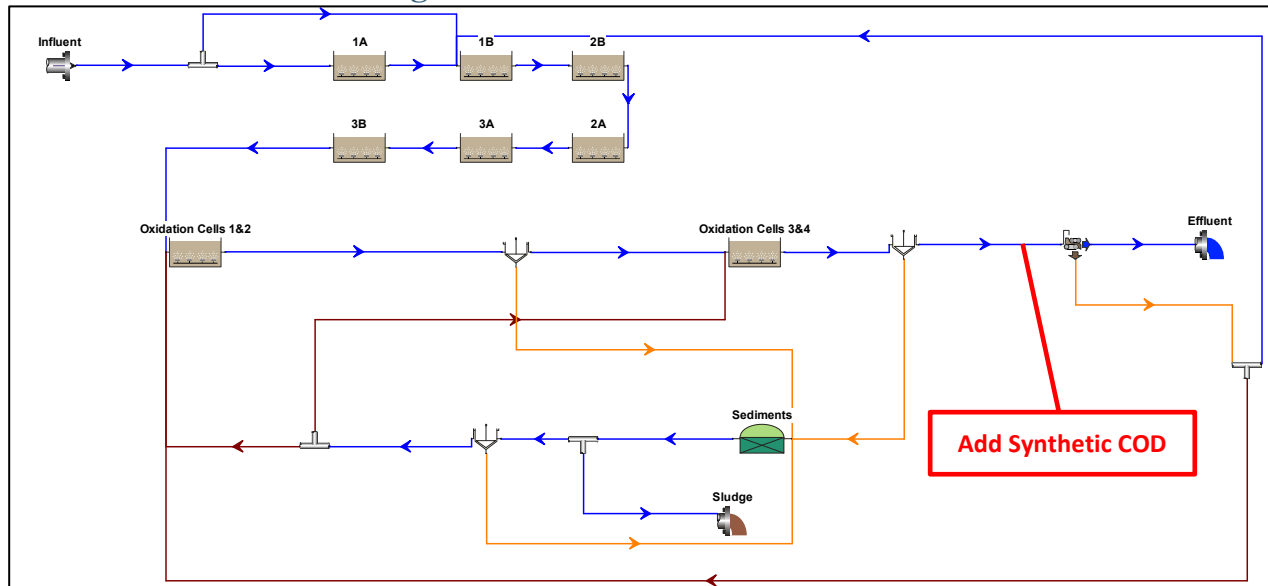 Influent
1A
1B
2B
3B
3A
2A
Oxidation Cells 1&2
Oxidation Cells 3&4
Effluent
Sediments
Add Synthetic COD
Sludge